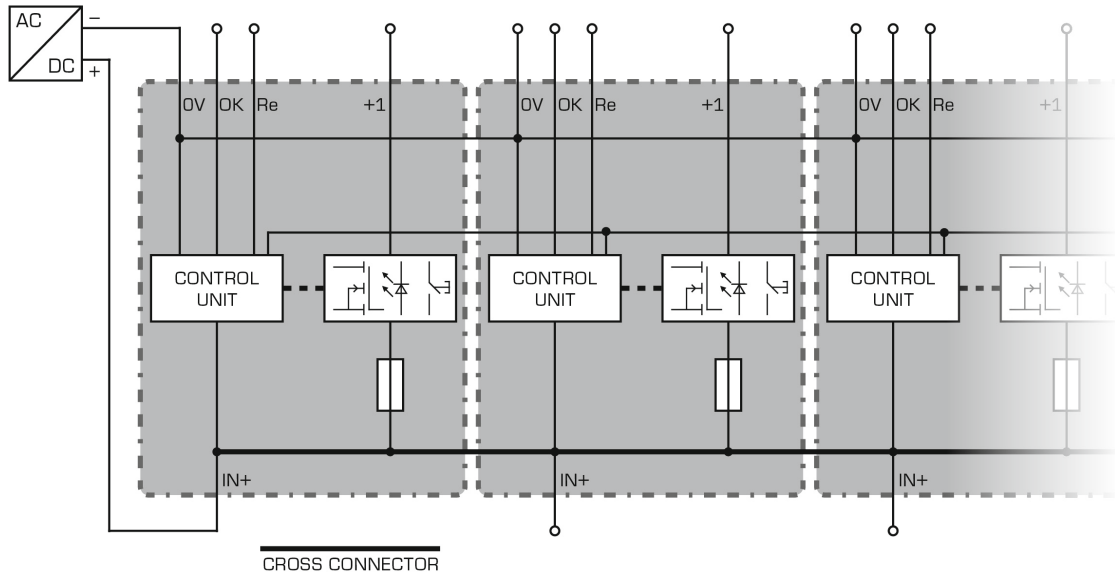 AC
−
DC
+
0V OK Re +1
0V OK Re +1
0V OK Re +1
CONTROL
UNIT
CONTROL
UNIT
CONTROL
UNIT
IN+
IN+
IN+
CROSS CONNECTOR